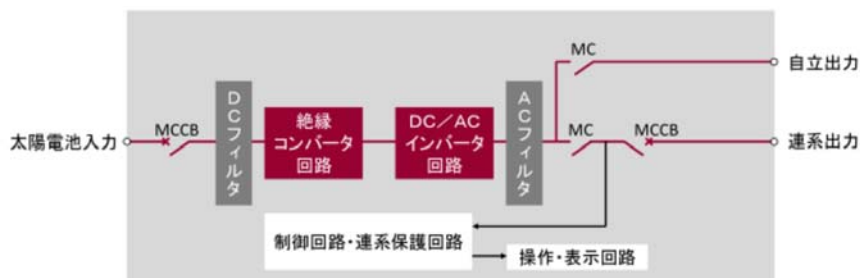 太陽電池入力
MCCB
DCフィルタ
絶縁
コンバータ
回路
DC／AC
インバータ
回路
ACフィルタ
MC
自立出力
MC
MCCB
連系出力
制御回路・連系保護回路
操作・表示回路